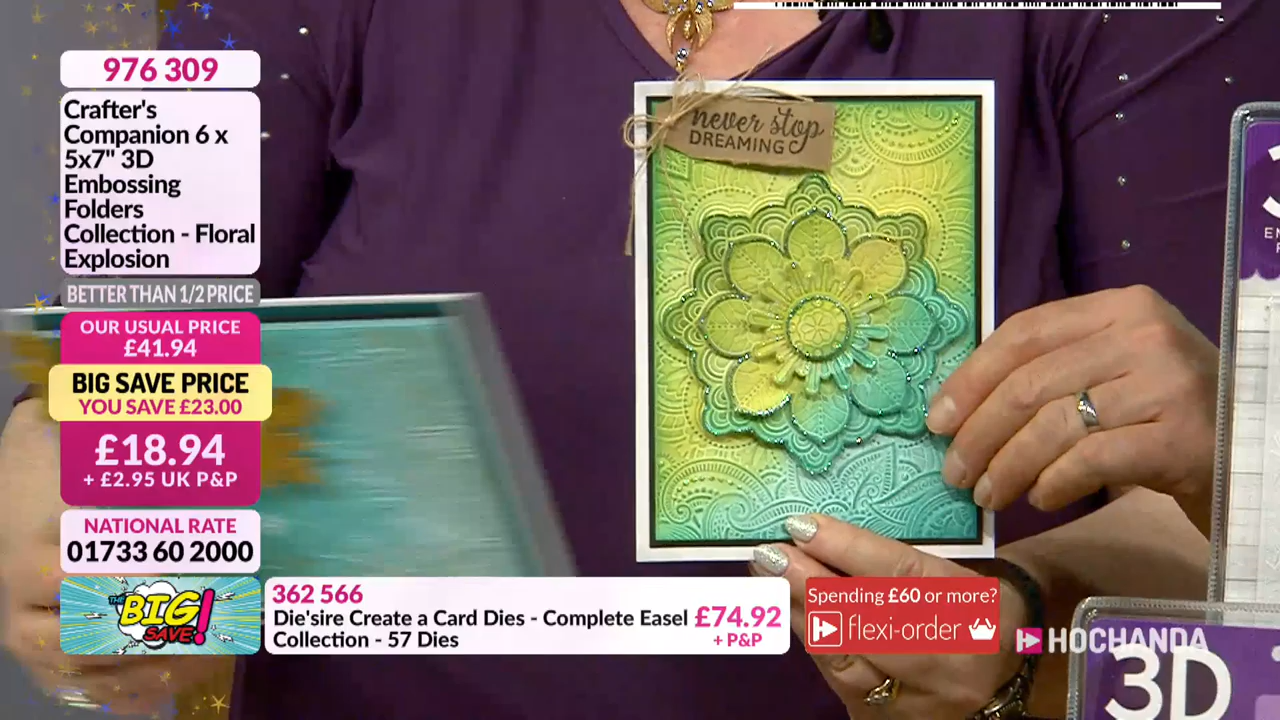 976 309
Crafter's
Companion 6 x
5x7" 3D
Embossing
Folders
Collection - Floral
Explosion
BETTER THAN 1/2 PRICE
OUR USUAL PRICE
£41.94
BIG SAVE PRICE
YOU SAVE £23.00
£18.94
+ £2.95 UK P&P
NATIONAL RATE
01733 60 2000
THE BIG SAVE!
362 566
Die'sire Create a Card Dies - Complete Easel
Collection - 57 Dies
£74.92
+ P&P
Spending £60 or more?
flexi-order
HOCHANDA
never stop
DREAMING
3D